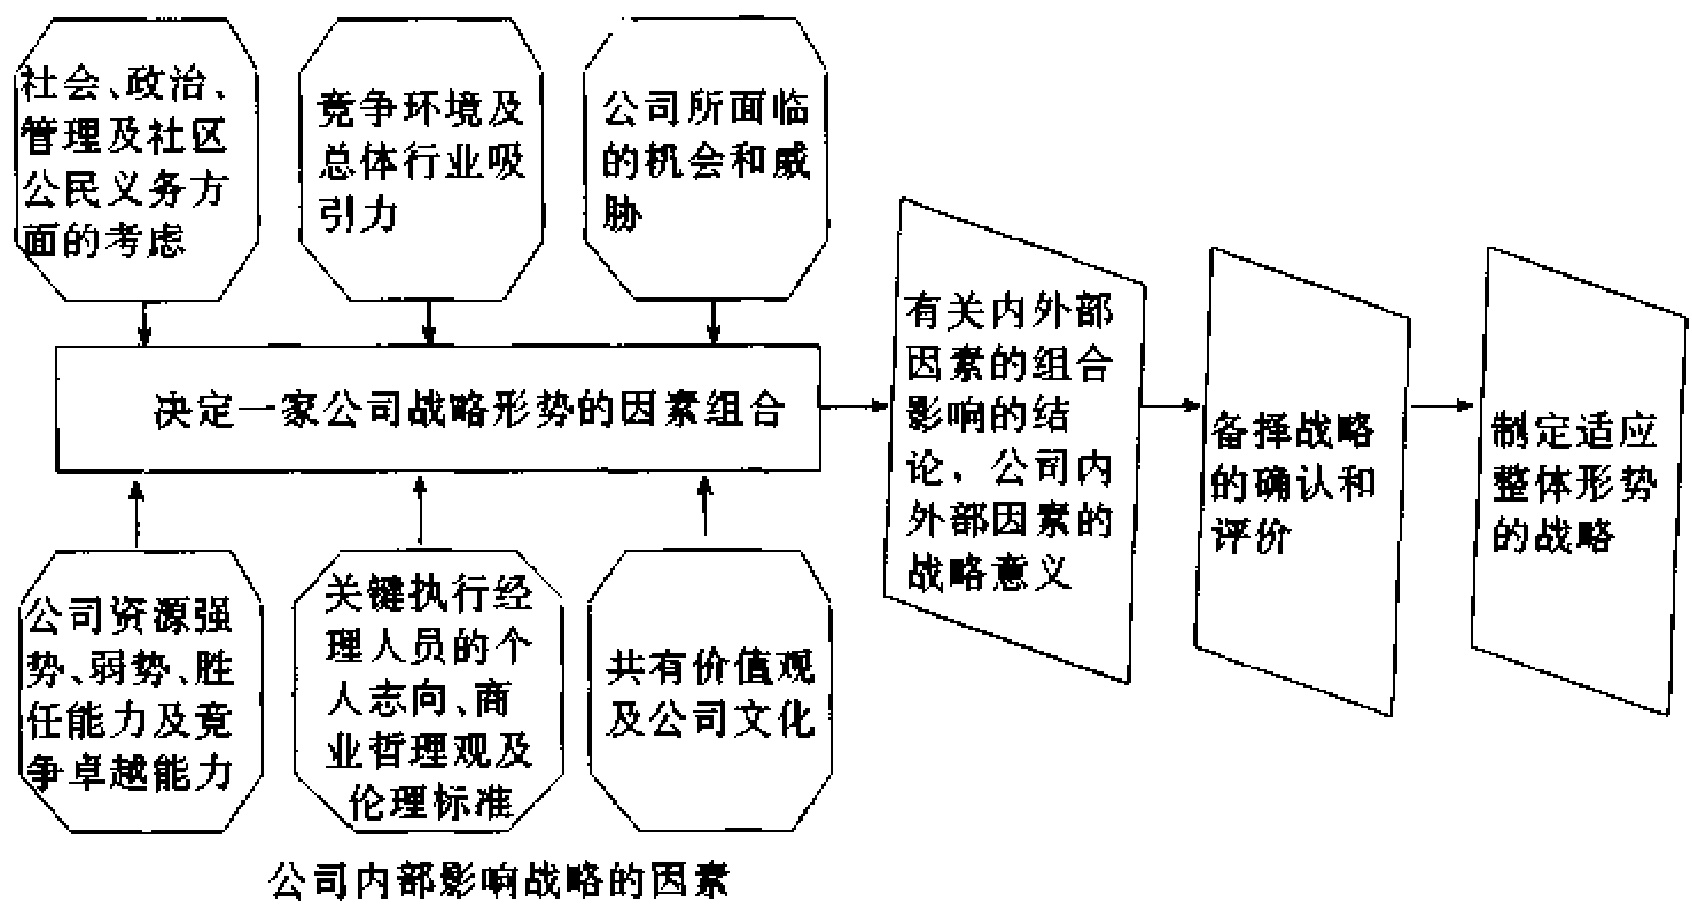 社会、政治、
管理及社区
公民义务方
面的考虑
竞争环境及
总体行业吸
引力
公司所面临
的机会和威
胁
决定一家公司战略形势的因素组合
有关内外部
因素的组合
影响的结
论，公司内
外部因素的
战略意义
备择战略
的确认和
评价
制定适应
整体形势
的战略
公司资源强
势、弱势、胜
任能力及竞
争卓越能力
关键执行经
理人员的个
人志向、商
业哲理观及
伦理标准
共有价值观
及公司文化
公司内部影响战略的因素